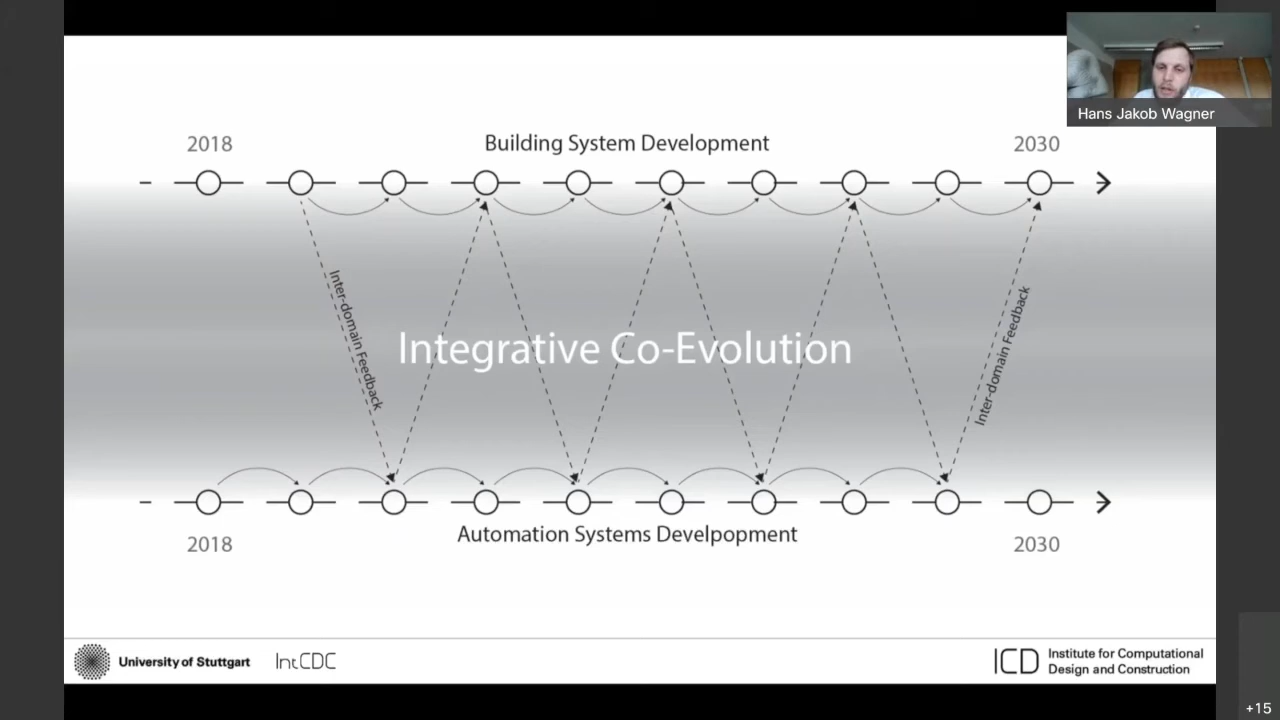 Hans Jakob Wagner
2018
Building System Development
2030
Inter-domain Feedback
Integrative Co-Evolution
Inter-domain Feedback
Automation Systems Develpopment
2018
2030
University of Stuttgart
IntCDC
ICD
Institute for Computational
Design and Construction
+15